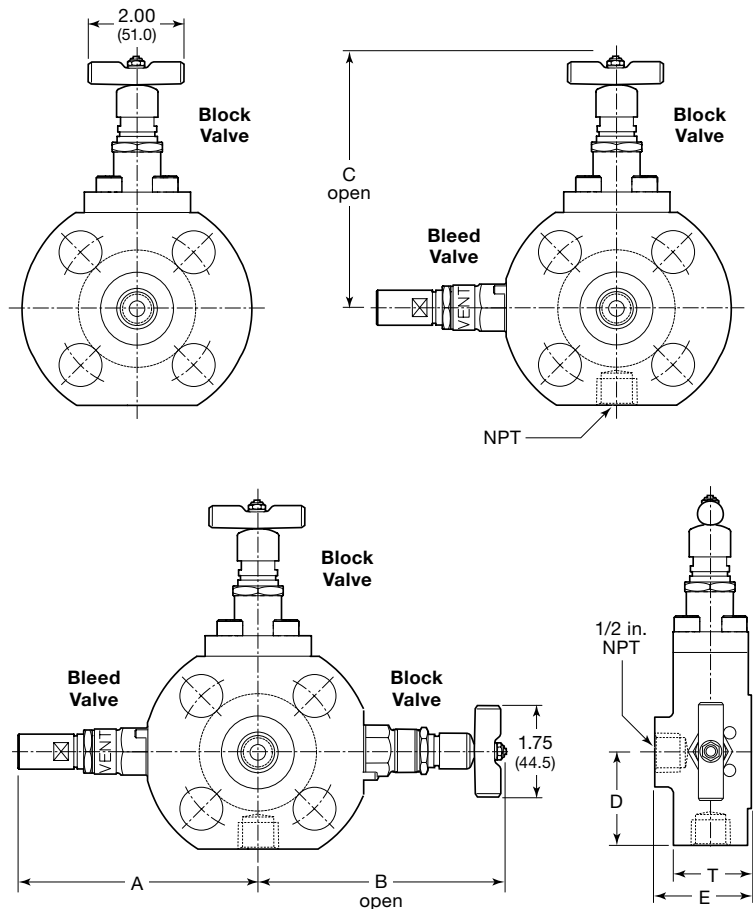 2.00
(51.0)
Block
Valve
C
open
Block
Valve
Bleed
Valve
VENT
NPT
Block
Valve
Bleed
Valve
Block
Valve
VENT
1.75
(44.5)
A
B
open
1/2 in.
NPT
D
T
E